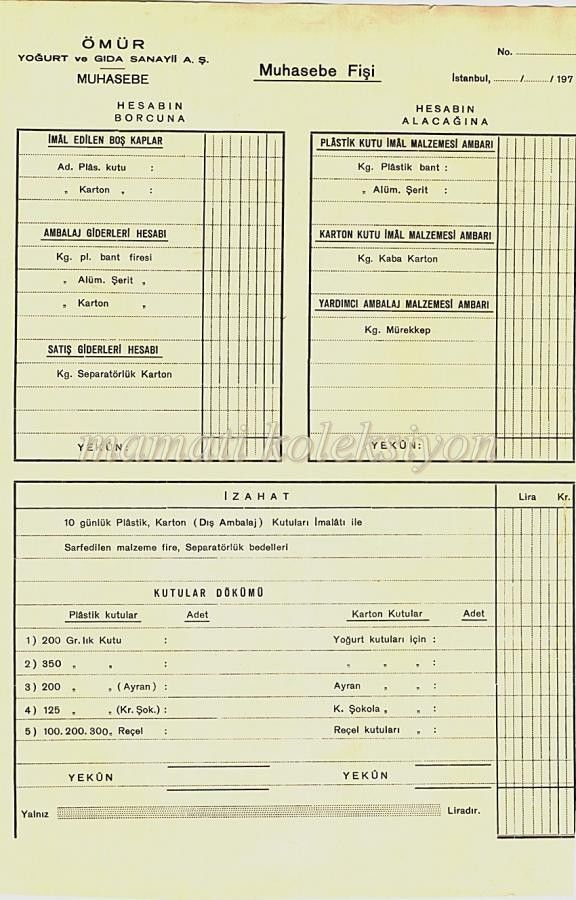 ÖMÜR
YOĞURT ve GIDA SANAYİİ A. Ş.
MUHASEBE
Muhasebe Fişi
No.
İstanbul, ......... /......... / 197
HESABIN
BORCUNA
İMÂL EDİLEN BOŞ KAPLAR
Ad. Plâs. kutu :
„ Karton „ :
AMBALAJ GİDERLERİ HESABI
Kg. pl. bant firesi
„ Alüm. Şerit „
„ Karton „
SATIŞ GİDERLERİ HESABI
Kg. Separatörlük Karton
YEKÛN:
HESABIN
ALACAĞINA
PLÂSTİK KUTU İMÂL MALZEMESİ AMBARI
Kg. Plâstik bant :
„ Alüm. Şerit :
KARTON KUTU İMÂL MALZEMESİ AMBARI
Kg. Kaba Karton
YARDIMCI AMBALAJ MALZEMESİ AMBARI
Kg. Mürekkep
YEKÛN:
mamati koleksiyon
İZAHAT Lira Kr.
10 günlük Plâstik, Karton (Dış Ambalaj) Kutuları İmalâtı ile
Sarfedilen malzeme fire, Separatörlük bedelleri
KUTULAR DÖKÜMÜ
Plâstik kutular Adet Karton Kutular Adet
1) 200 Gr. lık Kutu : Yoğurt kutuları için :
2) 350 „ „ : „ „ „ :
3) 200 „ „ (Ayran) : Ayran „ „ :
4) 125 „ „ (Kr. Şok.) : K. Şokola „ „ :
5) 100. 200. 300„ Reçel : Reçel kutuları „ :
YEKÛN YEKÛN
Yalnız Liradır.